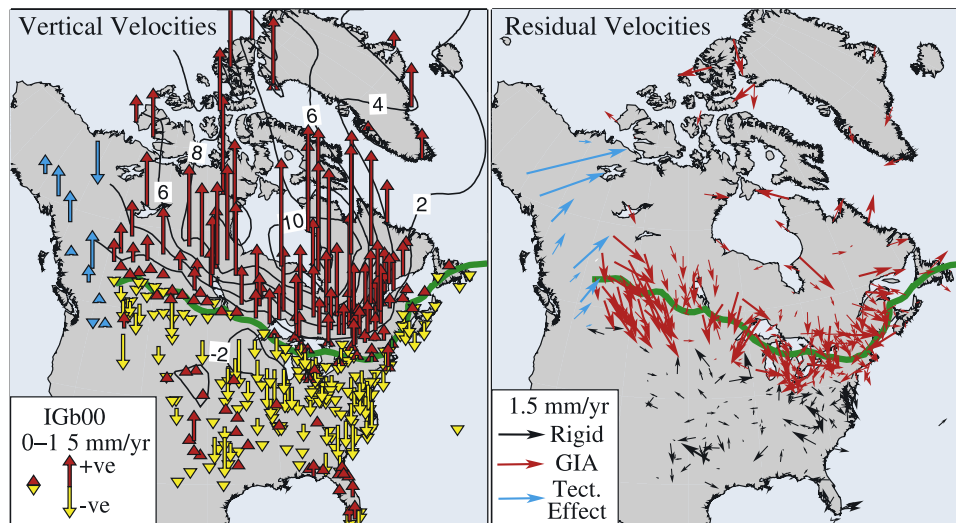 Vertical Velocities
6
4
8
6
2
10
-2
IGb00
0–1 5 mm/yr
+ve
-ve
Residual Velocities
1.5 mm/yr
Rigid
GIA
Tect.
Effect